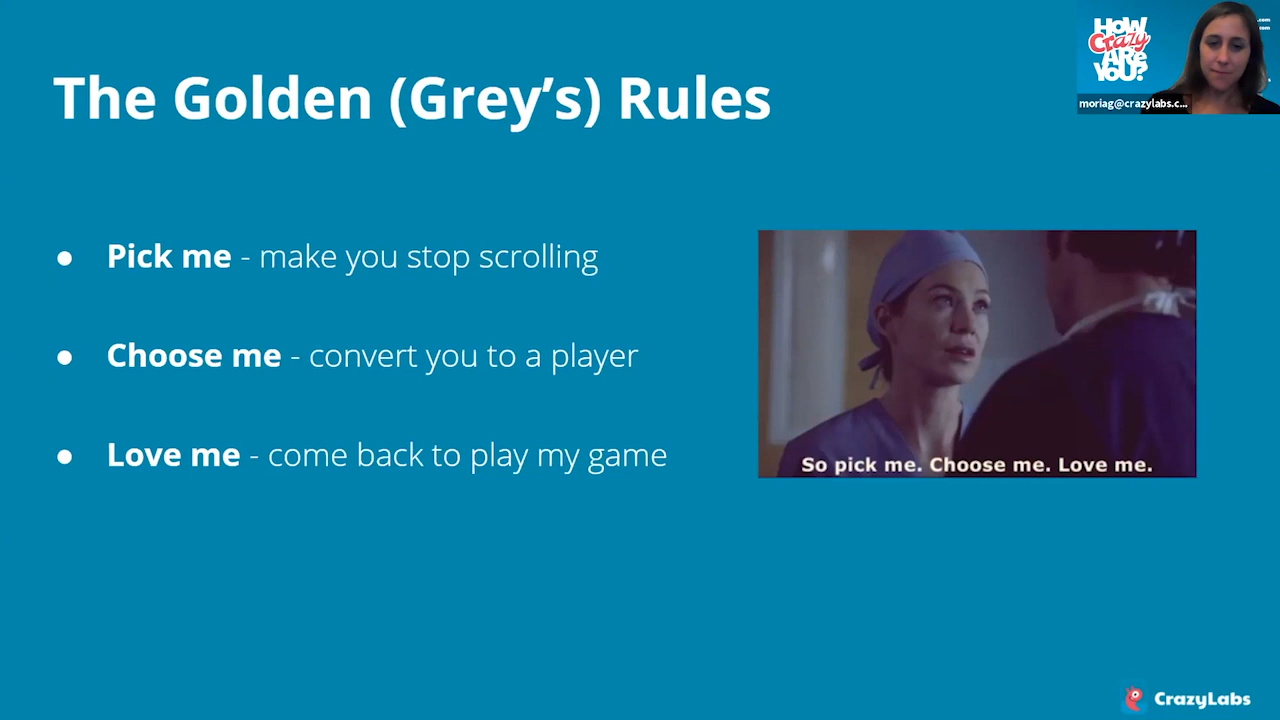 HOW
Crazy
ARE
YOU?
.com
om
moriag@crazylabs.c...
The Golden (Grey's) Rules
● Pick me - make you stop scrolling
● Choose me - convert you to a player
● Love me - come back to play my game
So pick me. Choose me. Love me.
CrazyLabs